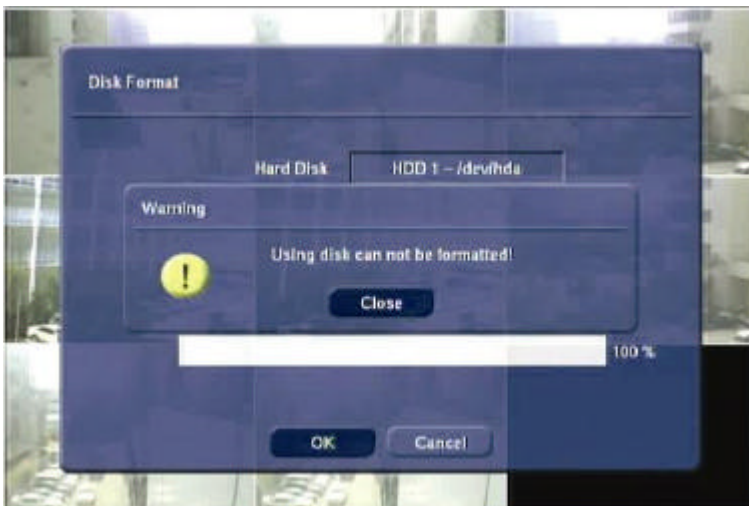 Disk Format
Hard Disk HDD 1 – /dev/hda
Warning
Using disk can not be formatted!
Close
100 %
OK Cancel